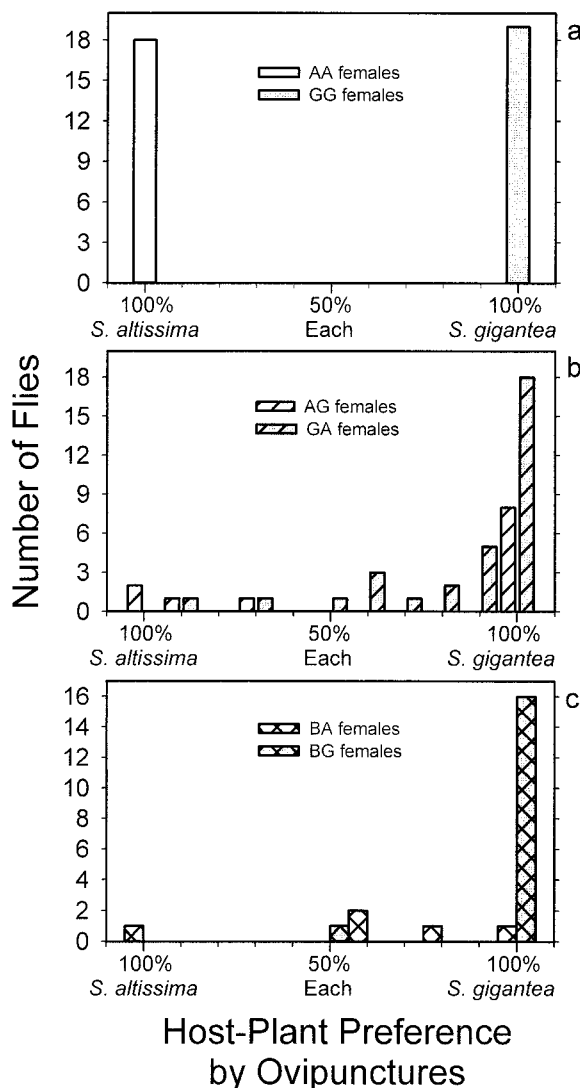 a
18
15
12
9
6
3
0
AA females
GG females
100% 50% 100%
S. altissima Each S. gigantea
b
18
15
12
9
6
3
0
AG females
GA females
100% 50% 100%
S. altissima Each S. gigantea
c
16
14
12
10
8
6
4
2
0
BA females
BG females
100% 50% 100%
S. altissima Each S. gigantea
Number of Flies
Host-Plant Preference
by Ovipunctures